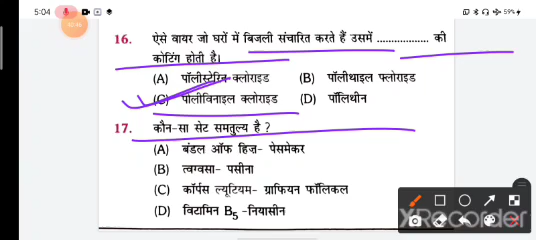 5:04
59%
16. ऐसे वायर जो घरों में बिजली संचारित करते हैं उसमें .................. की
कोटिंग होती है।
(A) पॉलीस्टेरिन क्लोराइड (B) पॉलीथाइल फ्लोराइड
(C) पोलीविनाइल क्लोराइड (D) पॉलिथीन
17. कौन-सा सेट समतुल्य है ?
(A) बंडल ऑफ हिज़- पेसमेकर
(B) त्वग्वसा- पसीना
(C) कॉर्पस ल्यूटियम- ग्राफियन फॉलिकल
(D) विटामिन B5 -नियासीन
XRecorder